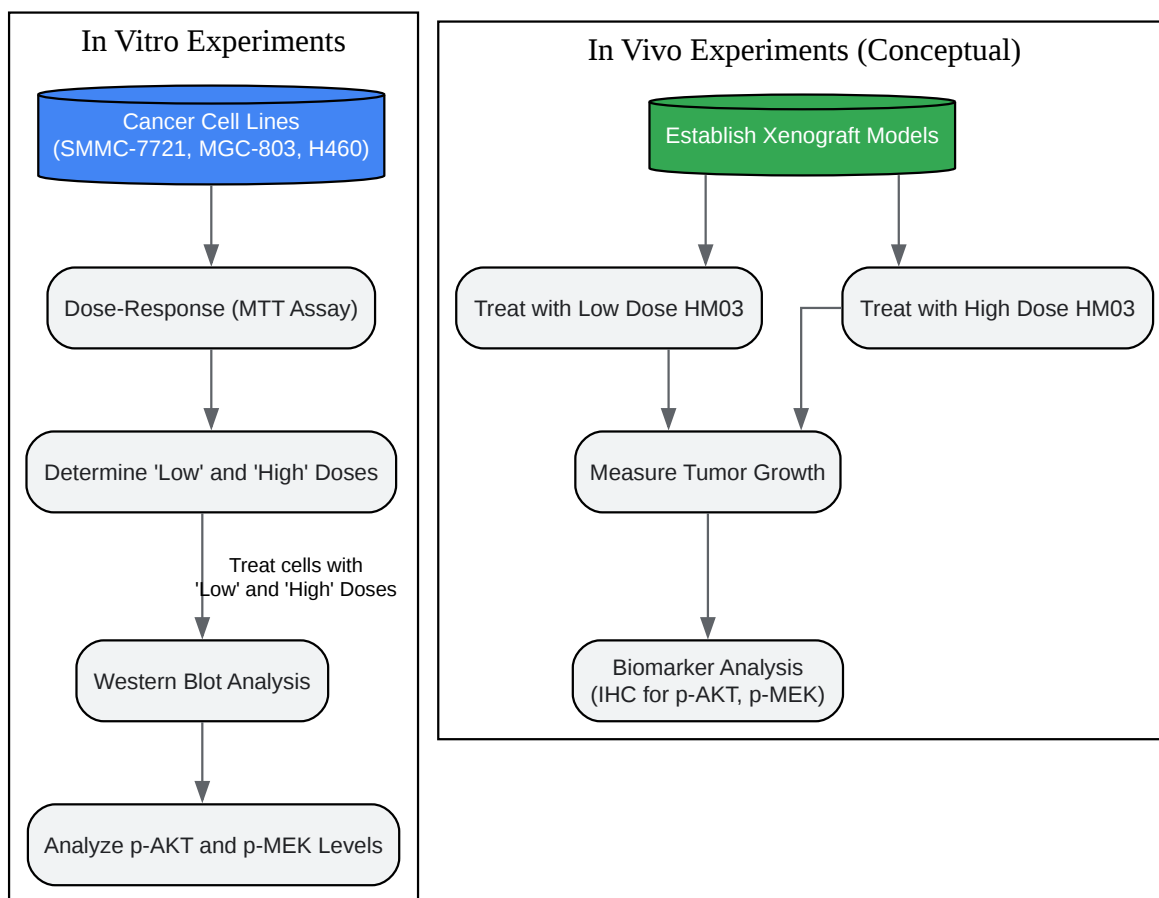 In Vitro Experiments
Cancer Cell Lines
(SMMC-7721, MGC-803, H460)
Dose-Response (MTT Assay)
Determine 'Low' and 'High' Doses
Treat cells with
'Low' and 'High' Doses
Western Blot Analysis
Analyze p-AKT and p-MEK Levels
In Vivo Experiments (Conceptual)
Establish Xenograft Models
Treat with Low Dose HM03
Treat with High Dose HM03
Measure Tumor Growth
Biomarker Analysis
(IHC for p-AKT, p-MEK)